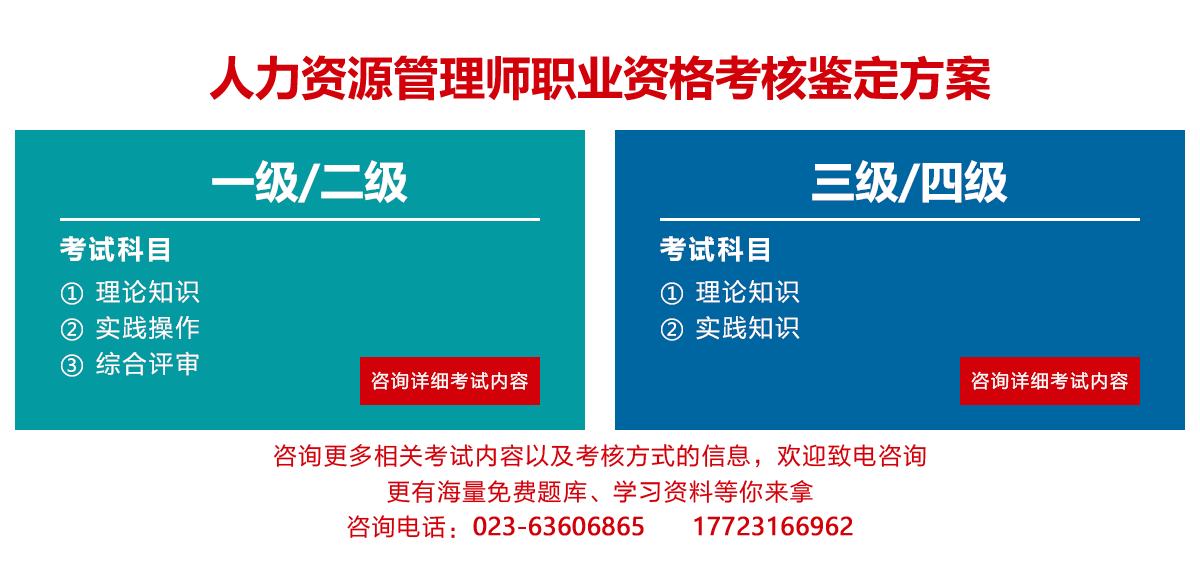 人力资源管理师职业资格考核鉴定方案
一级/二级
考试科目
① 理论知识
② 实践操作
③ 综合评审
咨询详细考试内容
三级/四级
考试科目
① 理论知识
② 实践知识
咨询详细考试内容
咨询更多相关考试内容以及考核方式的信息，欢迎致电咨询
更有海量免费题库、学习资料等你来拿
咨询电话：023-63606865 17723166962